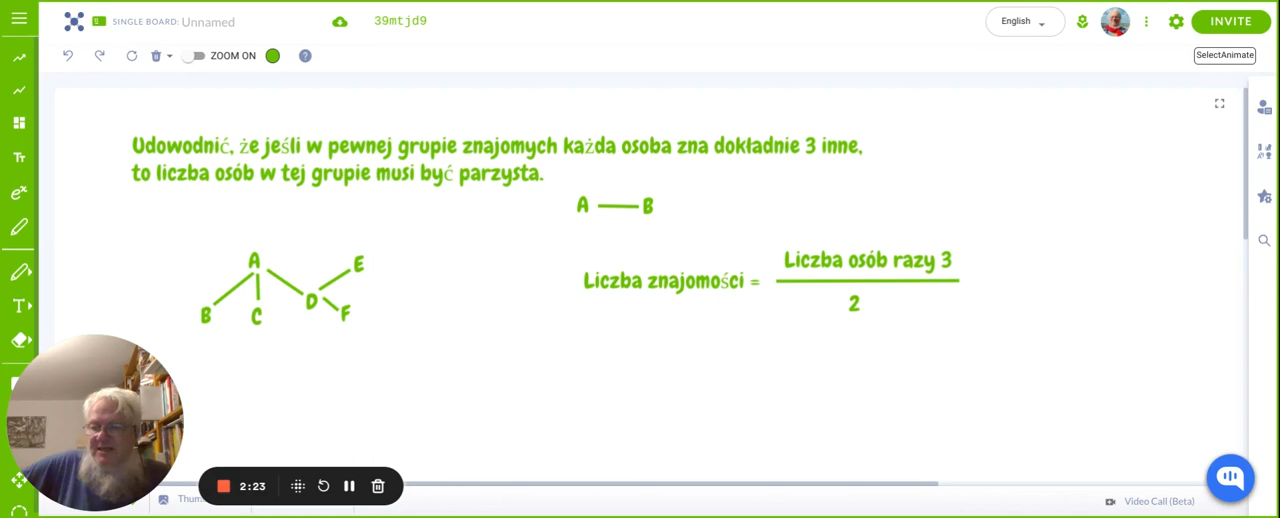 SINGLE BOARD: Unnamed
39mtjd9
English
INVITE
ZOOM ON
?
SelectAnimate
Udowodnić, że jeśli w pewnej grupie znajomych każda osoba zna dokładnie 3 inne,
to liczba osób w tej grupie musi być parzysta.
A B
A
E
B
C
D
F
Liczba znajomości =
Liczba osób razy 3
2
Tт
eˣ
T
2:23
Video Call (Beta)